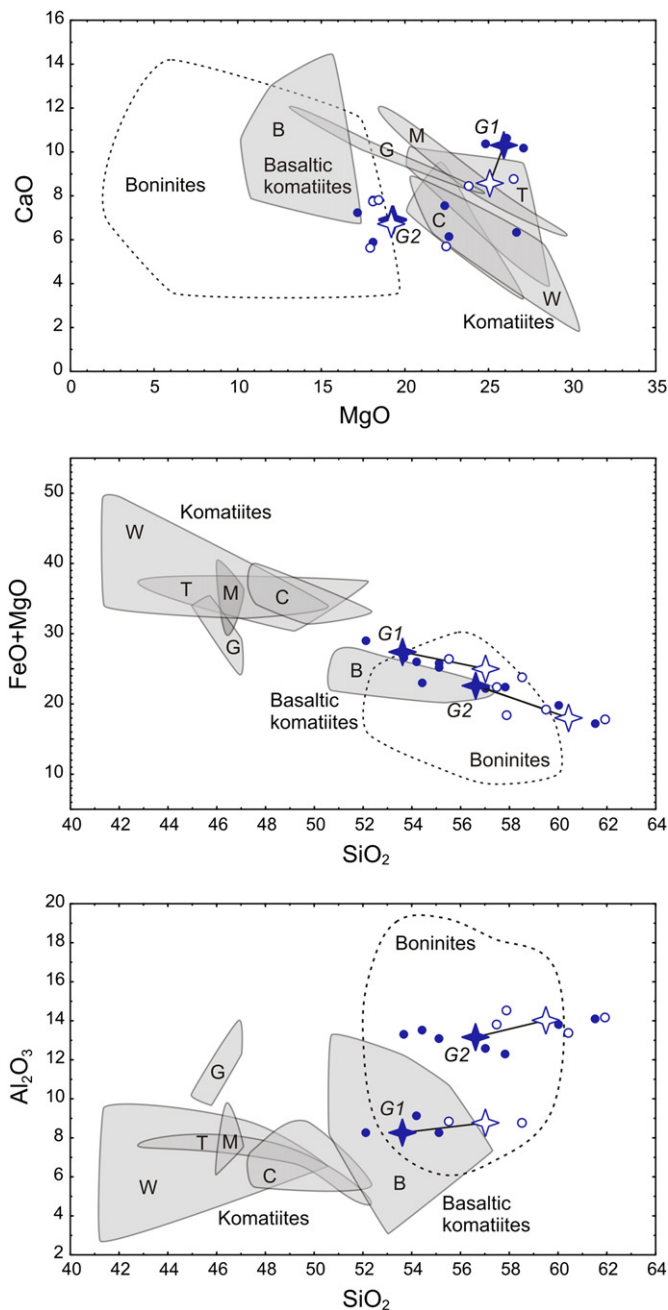 16
14
12
10
8
6
4
2
0
CaO
Boninites
B
Basaltic
komatiites
G
M
G1
T
C
G2
W
Komatiites
0 5 10 15 20 25 30 35
MgO
50
40
30
20
10
FeO+MgO
W
Komatiites
T M C
G
G1
B
Basaltic
komatiites
G2
Boninites
40 42 44 46 48 50 52 54 56 58 60 62 64
SiO₂
20
18
16
14
12
10
8
6
4
2
Al₂O₃
Boninites
G
G2
G1
T M
W
C
B
Komatiites
Basaltic
komatiites
40 42 44 46 48 50 52 54 56 58 60 62 64
SiO₂